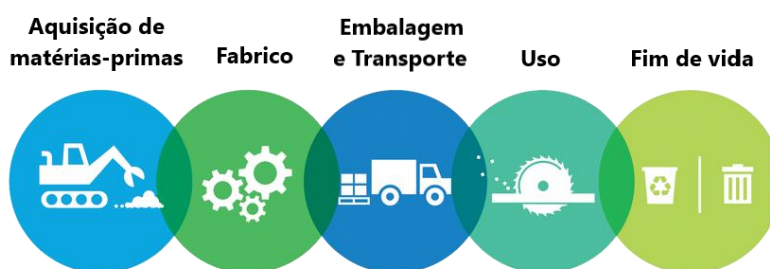 Aquisição de
matérias-primas
Fabrico
Embalagem
e Transporte
Uso
Fim de vida